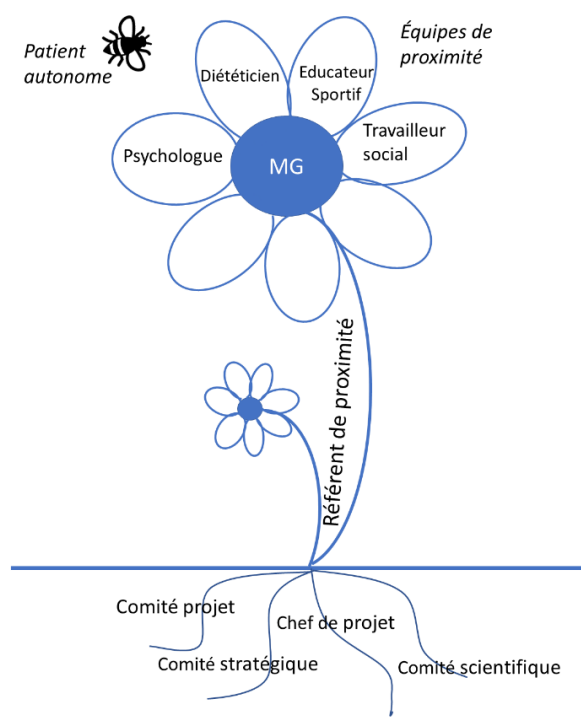 Patient
autonome
Équipes de
proximité
Diététicien
Educateur
Sportif
Psychologue
Travailleur
social
MG
Référent de proximité
Comité projet
Chef de projet
Comité stratégique
Comité scientifique